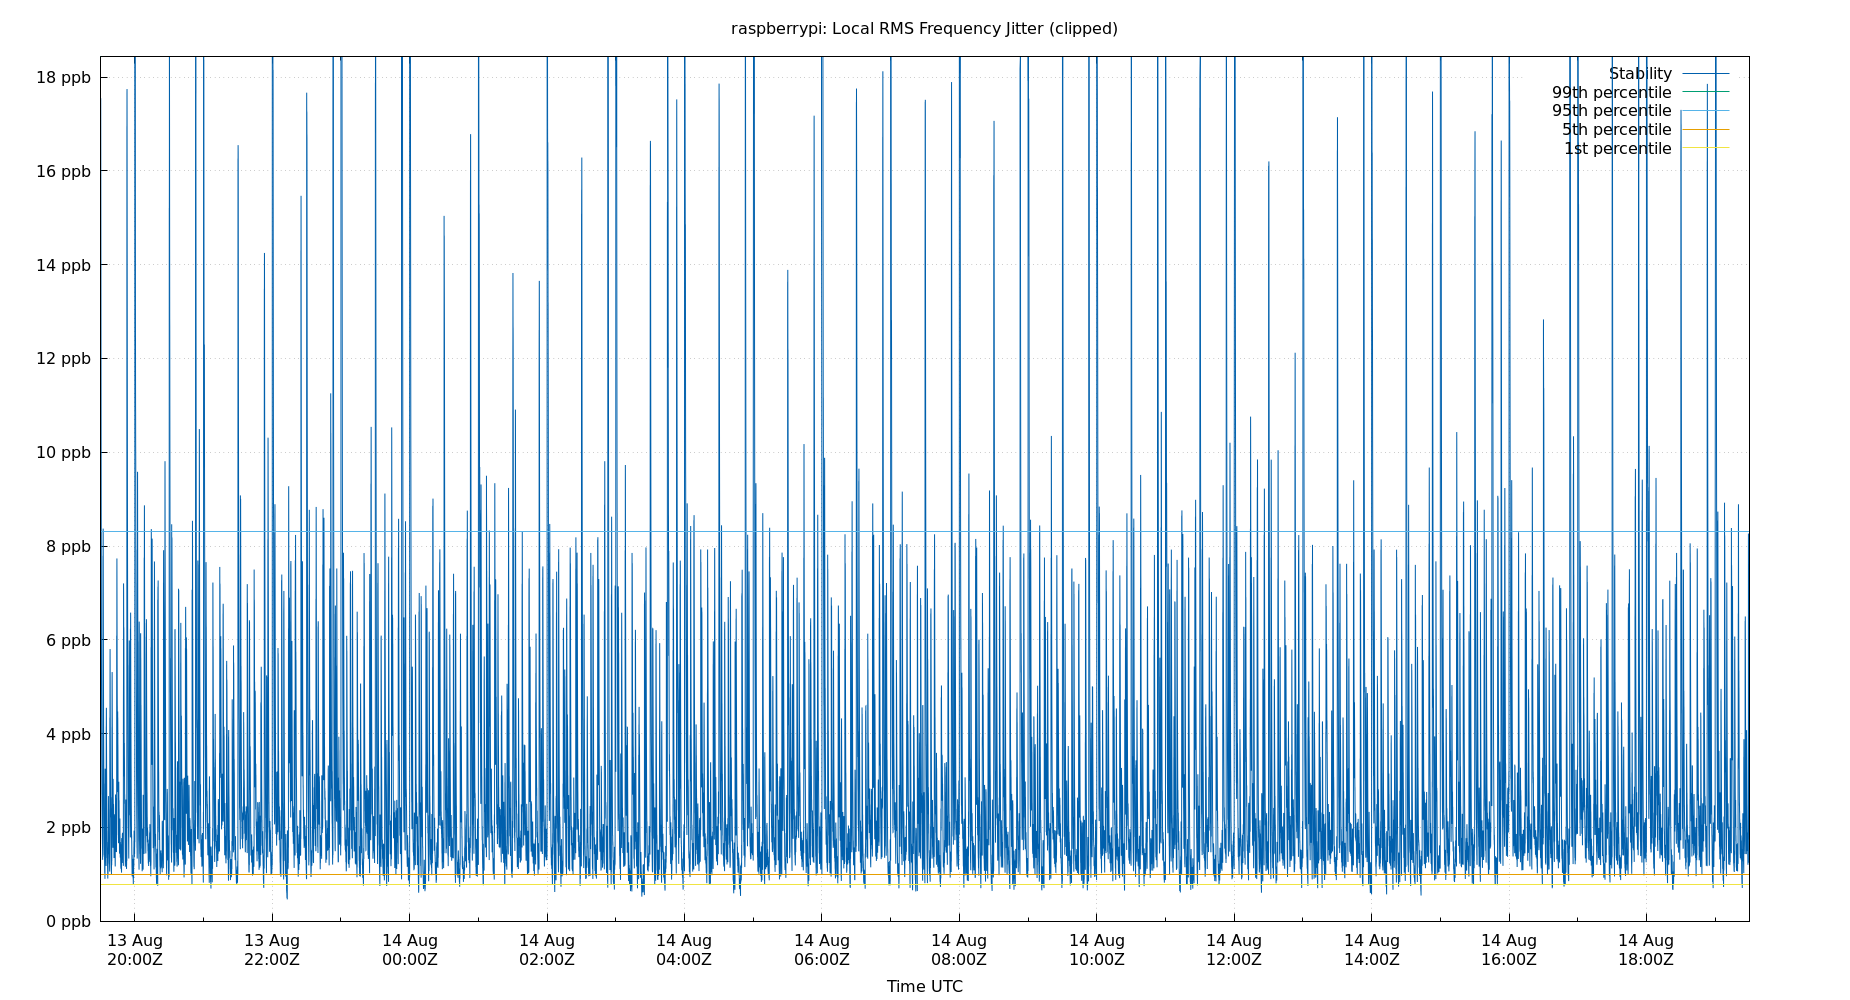 raspberrypi: Local RMS Frequency Jitter (clipped)
18 ppb
16 ppb
14 ppb
12 ppb
10 ppb
8 ppb
6 ppb
4 ppb
2 ppb
0 ppb
Stability
99th percentile
95th percentile
5th percentile
1st percentile
13 Aug 13 Aug 14 Aug 14 Aug 14 Aug 14 Aug 14 Aug 14 Aug 14 Aug 14 Aug 14 Aug 14 Aug
20:00Z 22:00Z 00:00Z 02:00Z 04:00Z 06:00Z 08:00Z 10:00Z 12:00Z 14:00Z 16:00Z 18:00Z
Time UTC